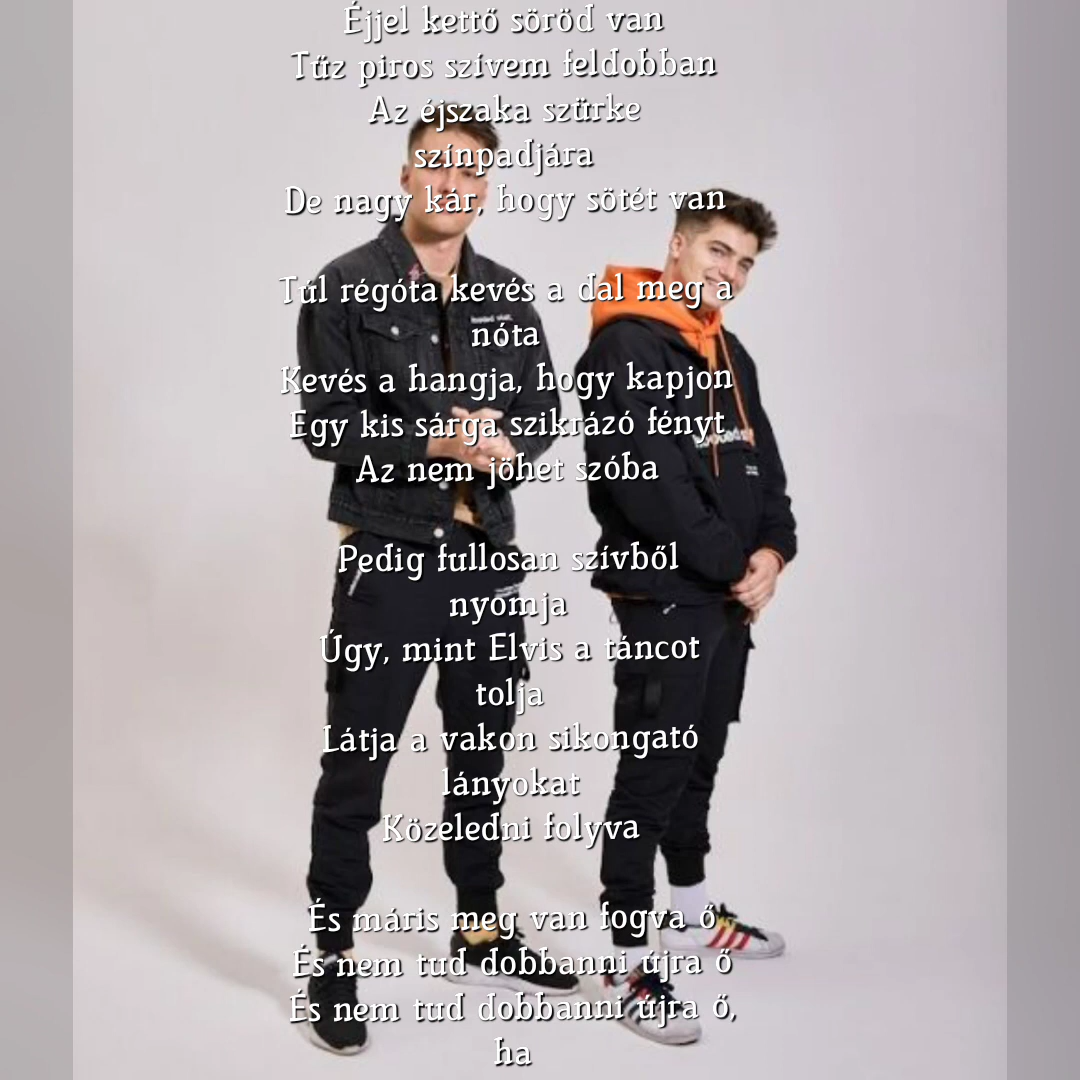 Éjjel kettő söröd van
Tűz piros szívem feldobban
Az éjszaka szürke
színpadjára
De nagy kár, hogy sötét van
Túl régóta kevés a dal meg a
nóta
Kevés a hangja, hogy kapjon
Egy kis sárga szikrázó fényt
Az nem jöhet szóba
Pedig fullosan szívből
nyomja
Úgy, mint Elvis a táncot
tolja
Látja a vakon sikongató
lányokat
Közeledni folyva
És máris meg van fogva ő
És nem tud dobbanni újra ő
És nem tud dobbanni újra ő,
ha